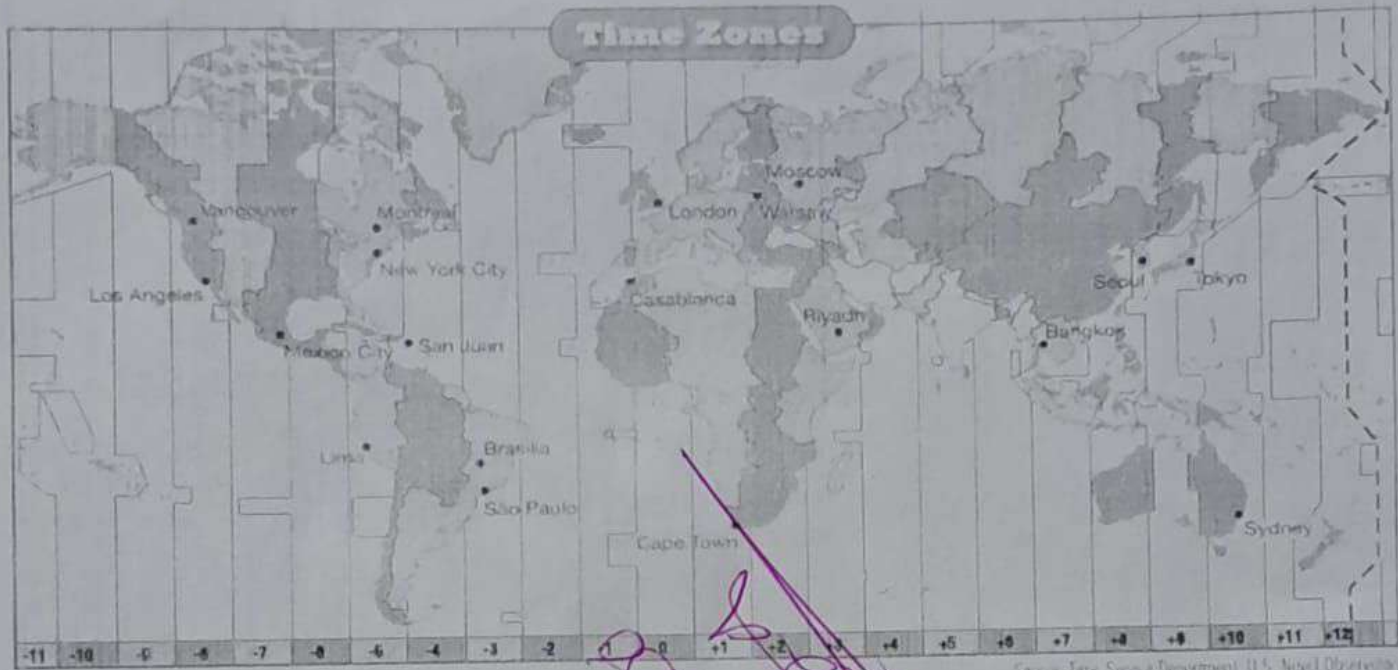 Time Zones
Moscow
Vancouver
Montreal
London
Warsaw
New York City
Los Angeles
Casablanca
Seoul
Tokyo
Riyadh
Bangkok
Mexico City
San Juan
Lima
Brasilia
São Paulo
Sydney
Cape Town
-11 -10 -9 -8 -7 -6 -5 -4 -3 -2 -1 0 +1 +2 +3 +5 +6 +7 +8 +9 +10 +11 +12